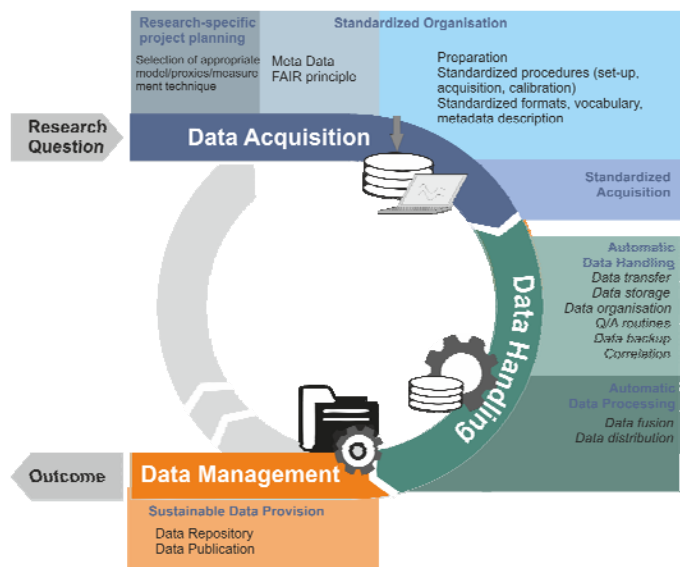 Research-specific
project planning
Selection of appropriate
model/proxies/measure
ment technique
Standardized Organisation
Meta Data
FAIR principle
Preparation
Standardized procedures (set-up,
acquisition, calibration)
Standardized formats, vocabulary,
metadata description
Research
Question
Data Acquisition
Standardized
Acquisition
Automatic
Data Handling
Data transfer
Data storage
Data organisation
Q/A routines
Data backup
Correlation
Data Handling
Automatic
Data Processing
Data fusion
Data distribution
Outcome
Data Management
Sustainable Data Provision
Data Repository
Data Publication